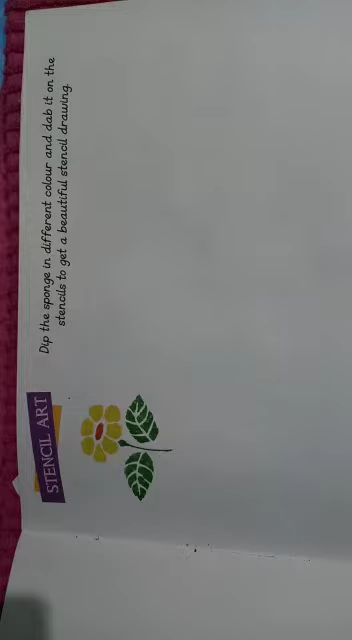 STENCIL ART
Dip the sponge in different colour and dab it on the
stencils to get a beautiful stencil drawing.